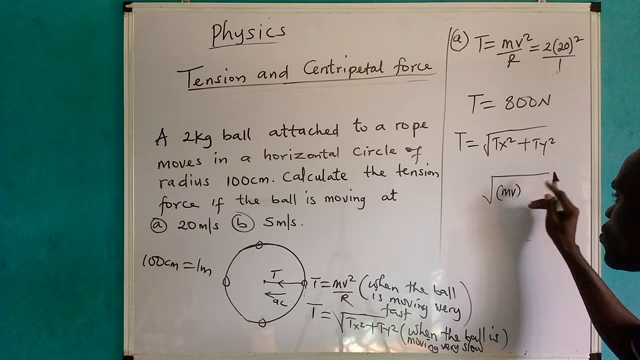 Physics
Tension and Centripetal force
A 2kg ball attached to a rope
moves in a horizontal Circle of
radius 100cm. Calculate the tension
force if the ball is moving at
(a) 20m/s (b) 5m/s.
100cm = 1m
T
ac
T = mv²/R (when the ball
is moving very
fast)
T = √Tx² + Ty² (when the ball is
moving very slow)
(a) T = mv²/R = 2(20)²/1
T = 800N
T = √Tx² + Ty²
√(mv)